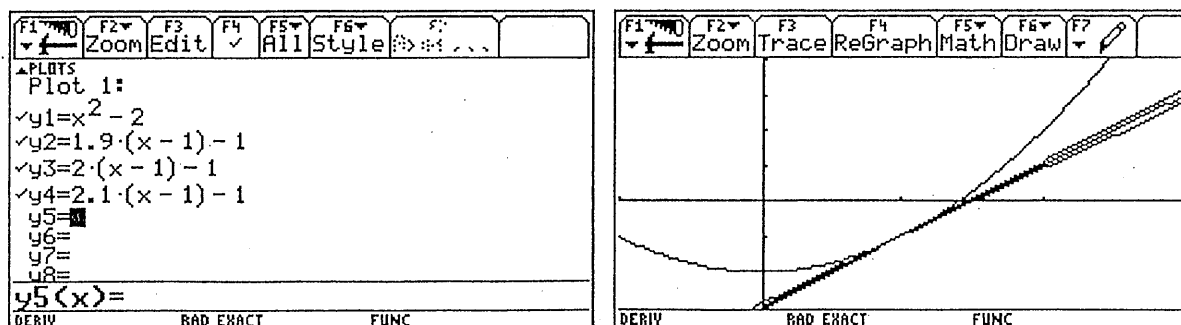 F1 F2 Zoom F3 Edit F4 ✓ F5 All F6 Style F7
PLOTS
Plot 1:
✓y1=x² - 2
✓y2=1.9·(x - 1) - 1
✓y3=2·(x - 1) - 1
✓y4=2.1·(x - 1) - 1
y5=
y6=
y7=
y8=
y5(x)=
DERIV RAD EXACT FUNC
F1 F2 Zoom F3 Trace F4 ReGraph F5 Math F6 Draw F7
DERIV RAD EXACT FUNC